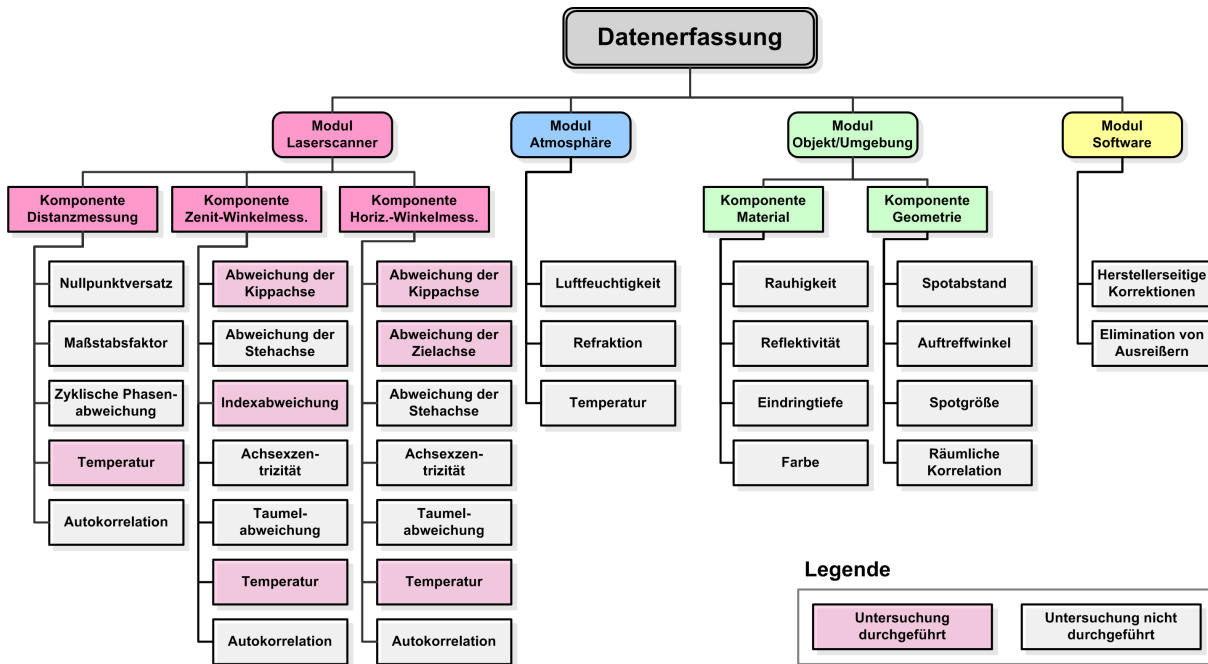 Datenerfassung
Modul
Laserscanner
Modul
Atmosphäre
Modul
Objekt/Umgebung
Modul
Software
Komponente
Distanzmessung
Komponente
Zenit-Winkelmess.
Komponente
Horiz.-Winkelmess.
Komponente
Material
Komponente
Geometrie
Nullpunktversatz
Maßstabsfaktor
Zyklische Phasen-
abweichung
Temperatur
Autokorrelation
Abweichung der
Kippachse
Abweichung der
Stehachse
Indexabweichung
Achsexzen-
trizität
Taumel-
abweichung
Temperatur
Autokorrelation
Abweichung der
Kippachse
Abweichung der
Zielachse
Abweichung der
Stehachse
Achsexzen-
trizität
Taumel-
abweichung
Temperatur
Autokorrelation
Luftfeuchtigkeit
Refraktion
Temperatur
Rauhigkeit
Reflektivität
Eindringtiefe
Farbe
Spotabstand
Auftreffwinkel
Spotgröße
Räumliche
Korrelation
Herstellerseitige
Korrektionen
Elimination von
Ausreißern
Legende
Untersuchung
durchgeführt
Untersuchung nicht
durchgeführt